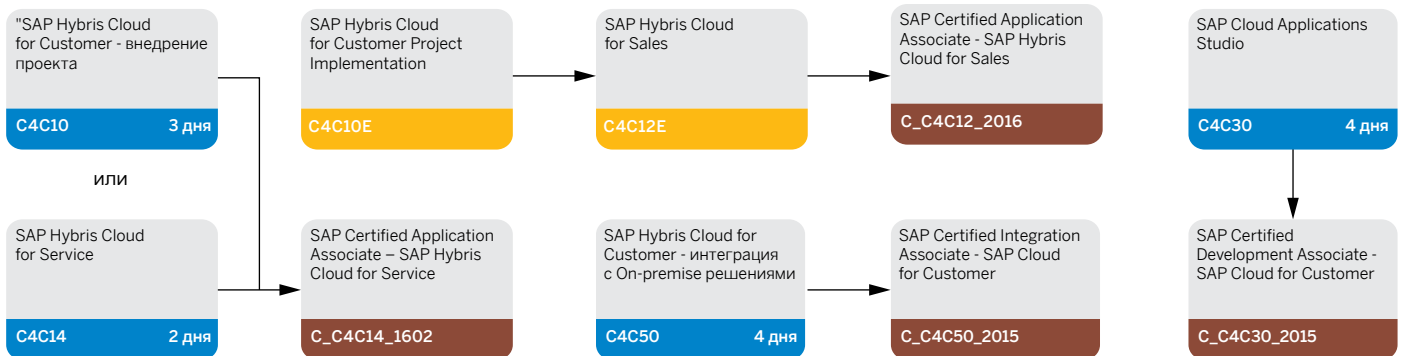 "SAP Hybris Cloud
for Customer - внедрение
проекта
C4C10 3 дня
SAP Hybris Cloud
for Customer Project
Implementation
C4C10E
SAP Hybris Cloud
for Sales
C4C12E
SAP Certified Application
Associate - SAP Hybris
Cloud for Sales
C_C4C12_2016
SAP Cloud Applications
Studio
C4C30 4 дня
или
SAP Hybris Cloud
for Service
C4C14 2 дня
SAP Certified Application
Associate – SAP Hybris
Cloud for Service
C_C4C14_1602
SAP Hybris Cloud for
Customer - интеграция
с On-premise решениями
C4C50 4 дня
SAP Certified Integration
Associate - SAP Cloud
for Customer
C_C4C50_2015
SAP Certified
Development Associate -
SAP Cloud for Customer
C_C4C30_2015